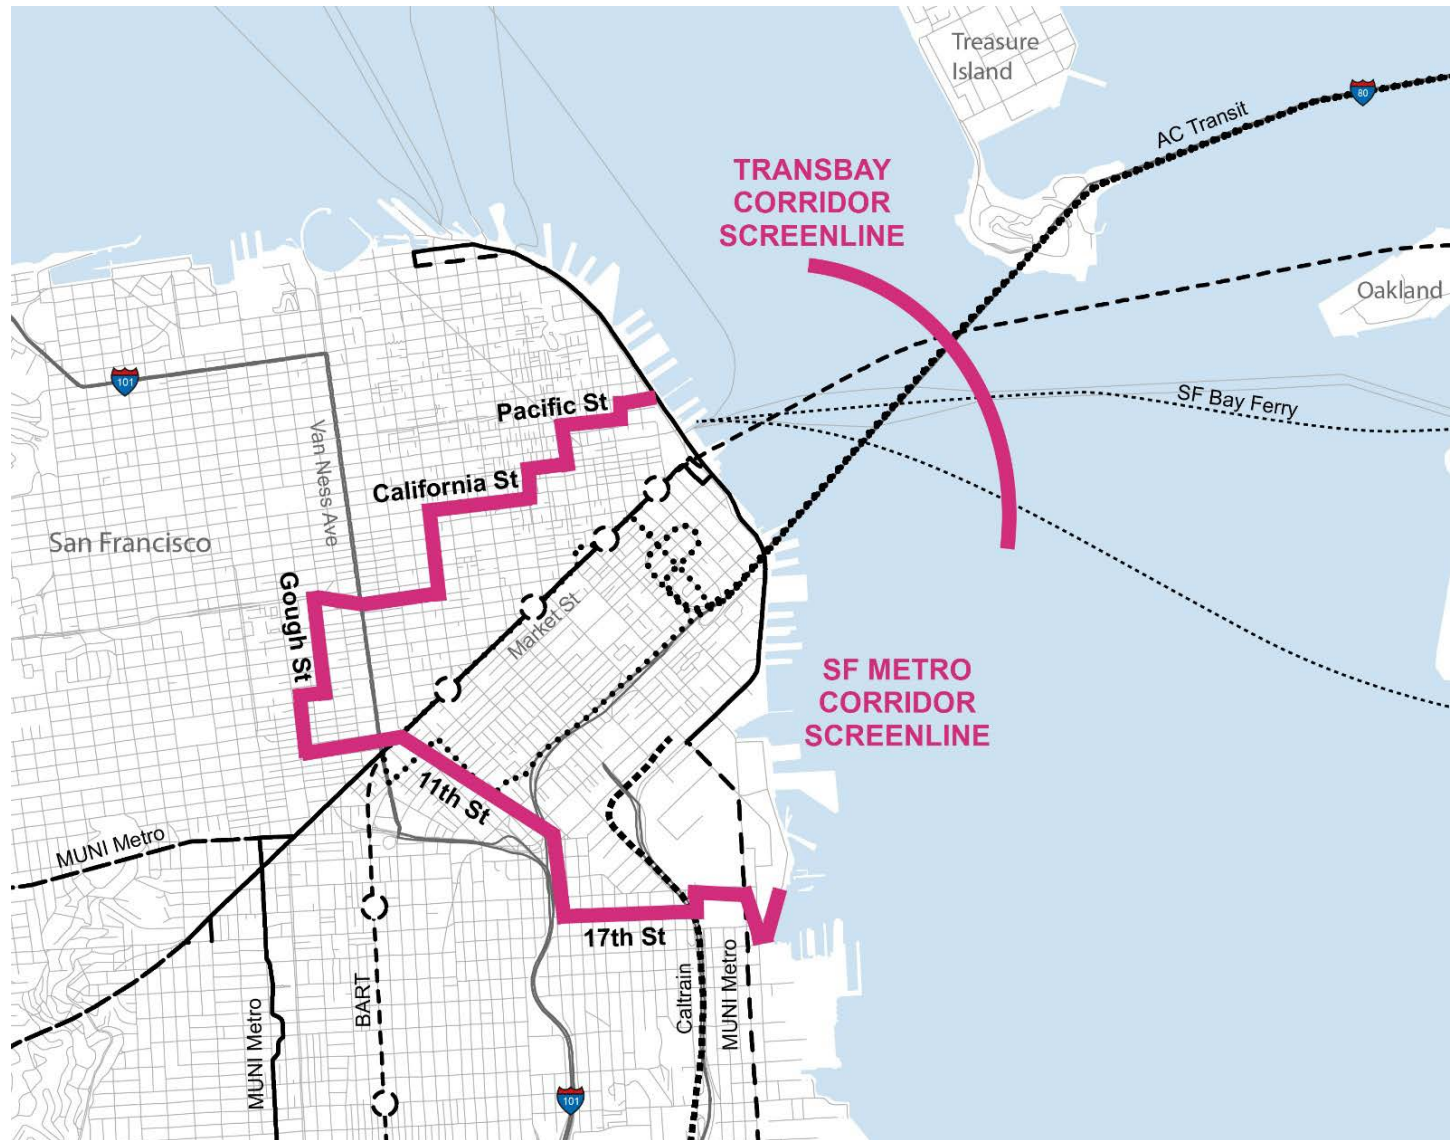 Treasure
Island
80
AC Transit
TRANSBAY
CORRIDOR
SCREENLINE
Oakland
101
Pacific St
SF Bay Ferry
Van Ness Ave
California St
San Francisco
Gough St
Market St
SF METRO
CORRIDOR
SCREENLINE
11th St
MUNI Metro
17th St
BART
Caltrain
MUNI Metro
MUNI Metro
101